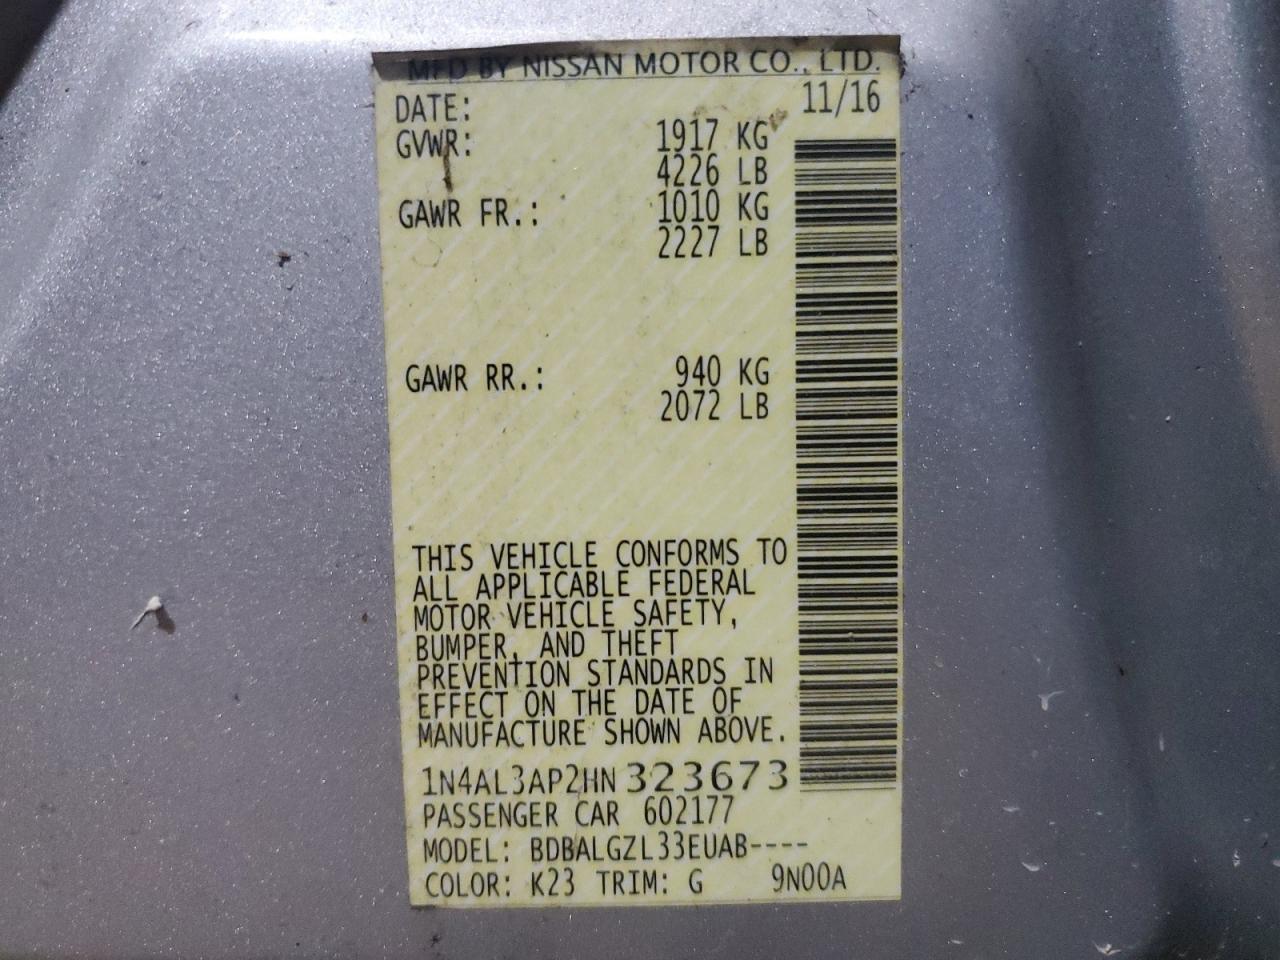 MFD BY NISSAN MOTOR CO., LTD.
DATE: 11/16
GVWR: 1917 KG
4226 LB
GAWR FR.: 1010 KG
2227 LB
GAWR RR.: 940 KG
2072 LB
THIS VEHICLE CONFORMS TO
ALL APPLICABLE FEDERAL
MOTOR VEHICLE SAFETY,
BUMPER, AND THEFT
PREVENTION STANDARDS IN
EFFECT ON THE DATE OF
MANUFACTURE SHOWN ABOVE.
1N4AL3AP2HN323673
PASSENGER CAR 602177
MODEL: BDBALGZL33EUAB----
COLOR: K23 TRIM: G 9N00A